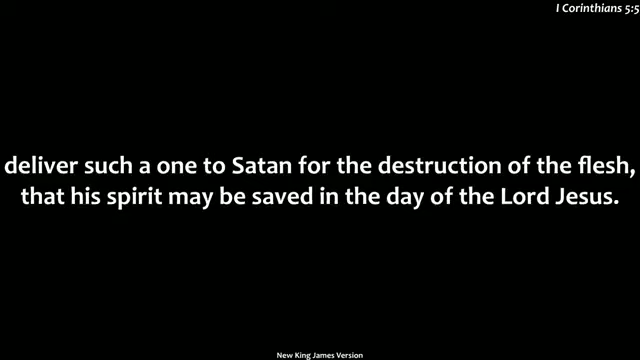 I Corinthians 5:5
deliver such a one to Satan for the destruction of the flesh,
that his spirit may be saved in the day of the Lord Jesus.
New King James Version